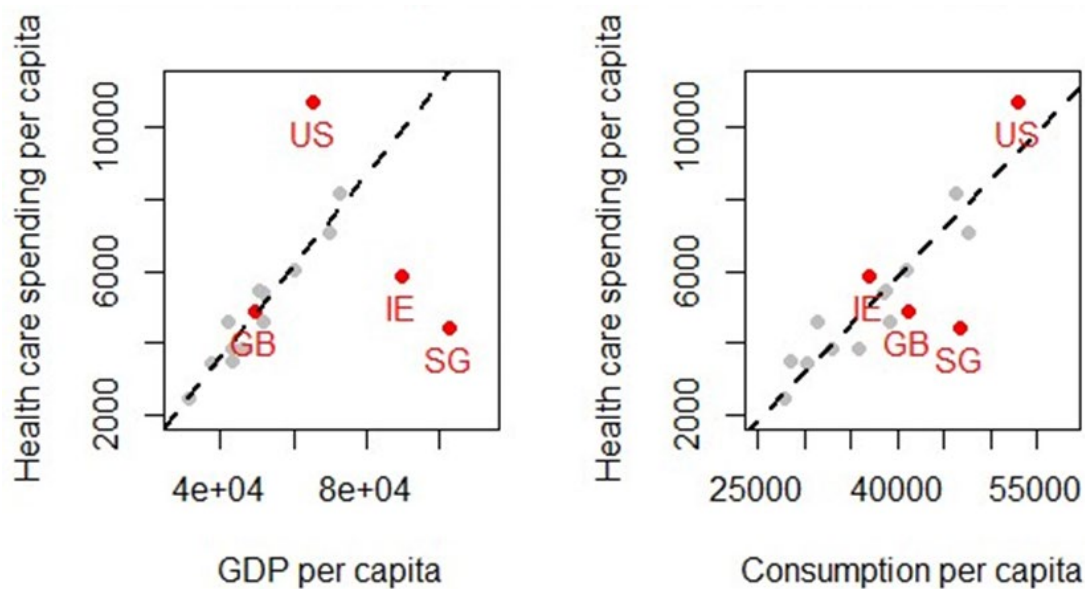 Health care spending per capita
10000
6000
2000
US
IE
GB
SG
4e+04 8e+04
GDP per capita
Health care spending per capita
10000
6000
2000
US
IE
GB
SG
25000 40000 55000
Consumption per capita